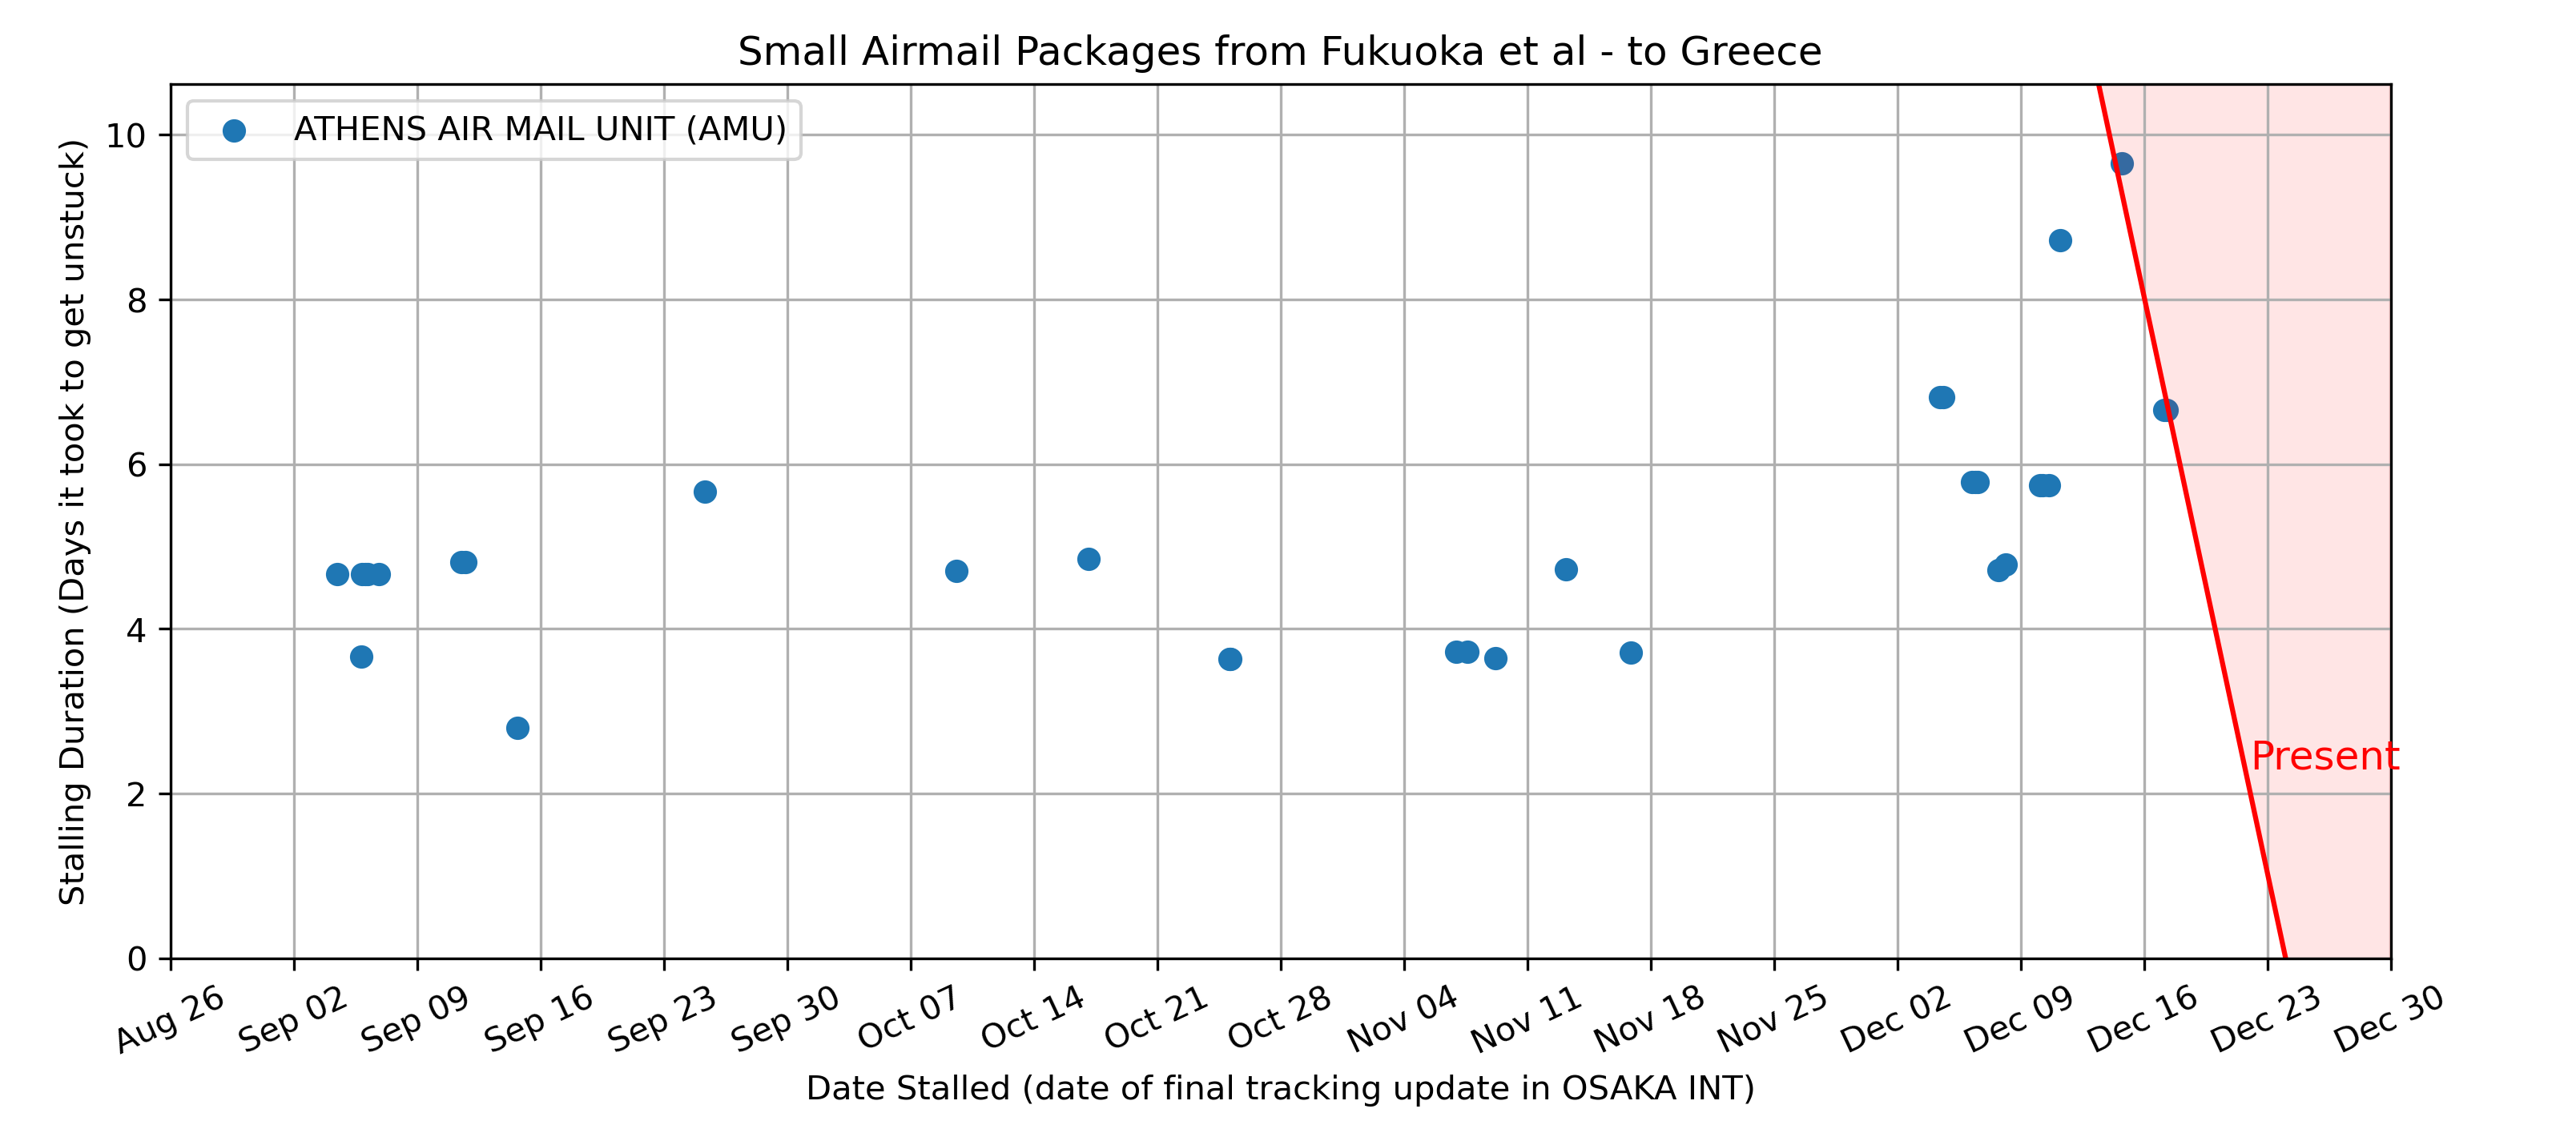 Small Airmail Packages from Fukuoka et al - to Greece
ATHENS AIR MAIL UNIT (AMU)
Stalling Duration (Days it took to get unstuck)
10
8
6
4
2
0
Present
Aug 26
Sep 02
Sep 09
Sep 16
Sep 23
Sep 30
Oct 07
Oct 14
Oct 21
Oct 28
Nov 04
Nov 11
Nov 18
Nov 25
Dec 02
Dec 09
Dec 16
Dec 23
Dec 30
Date Stalled (date of final tracking update in OSAKA INT)